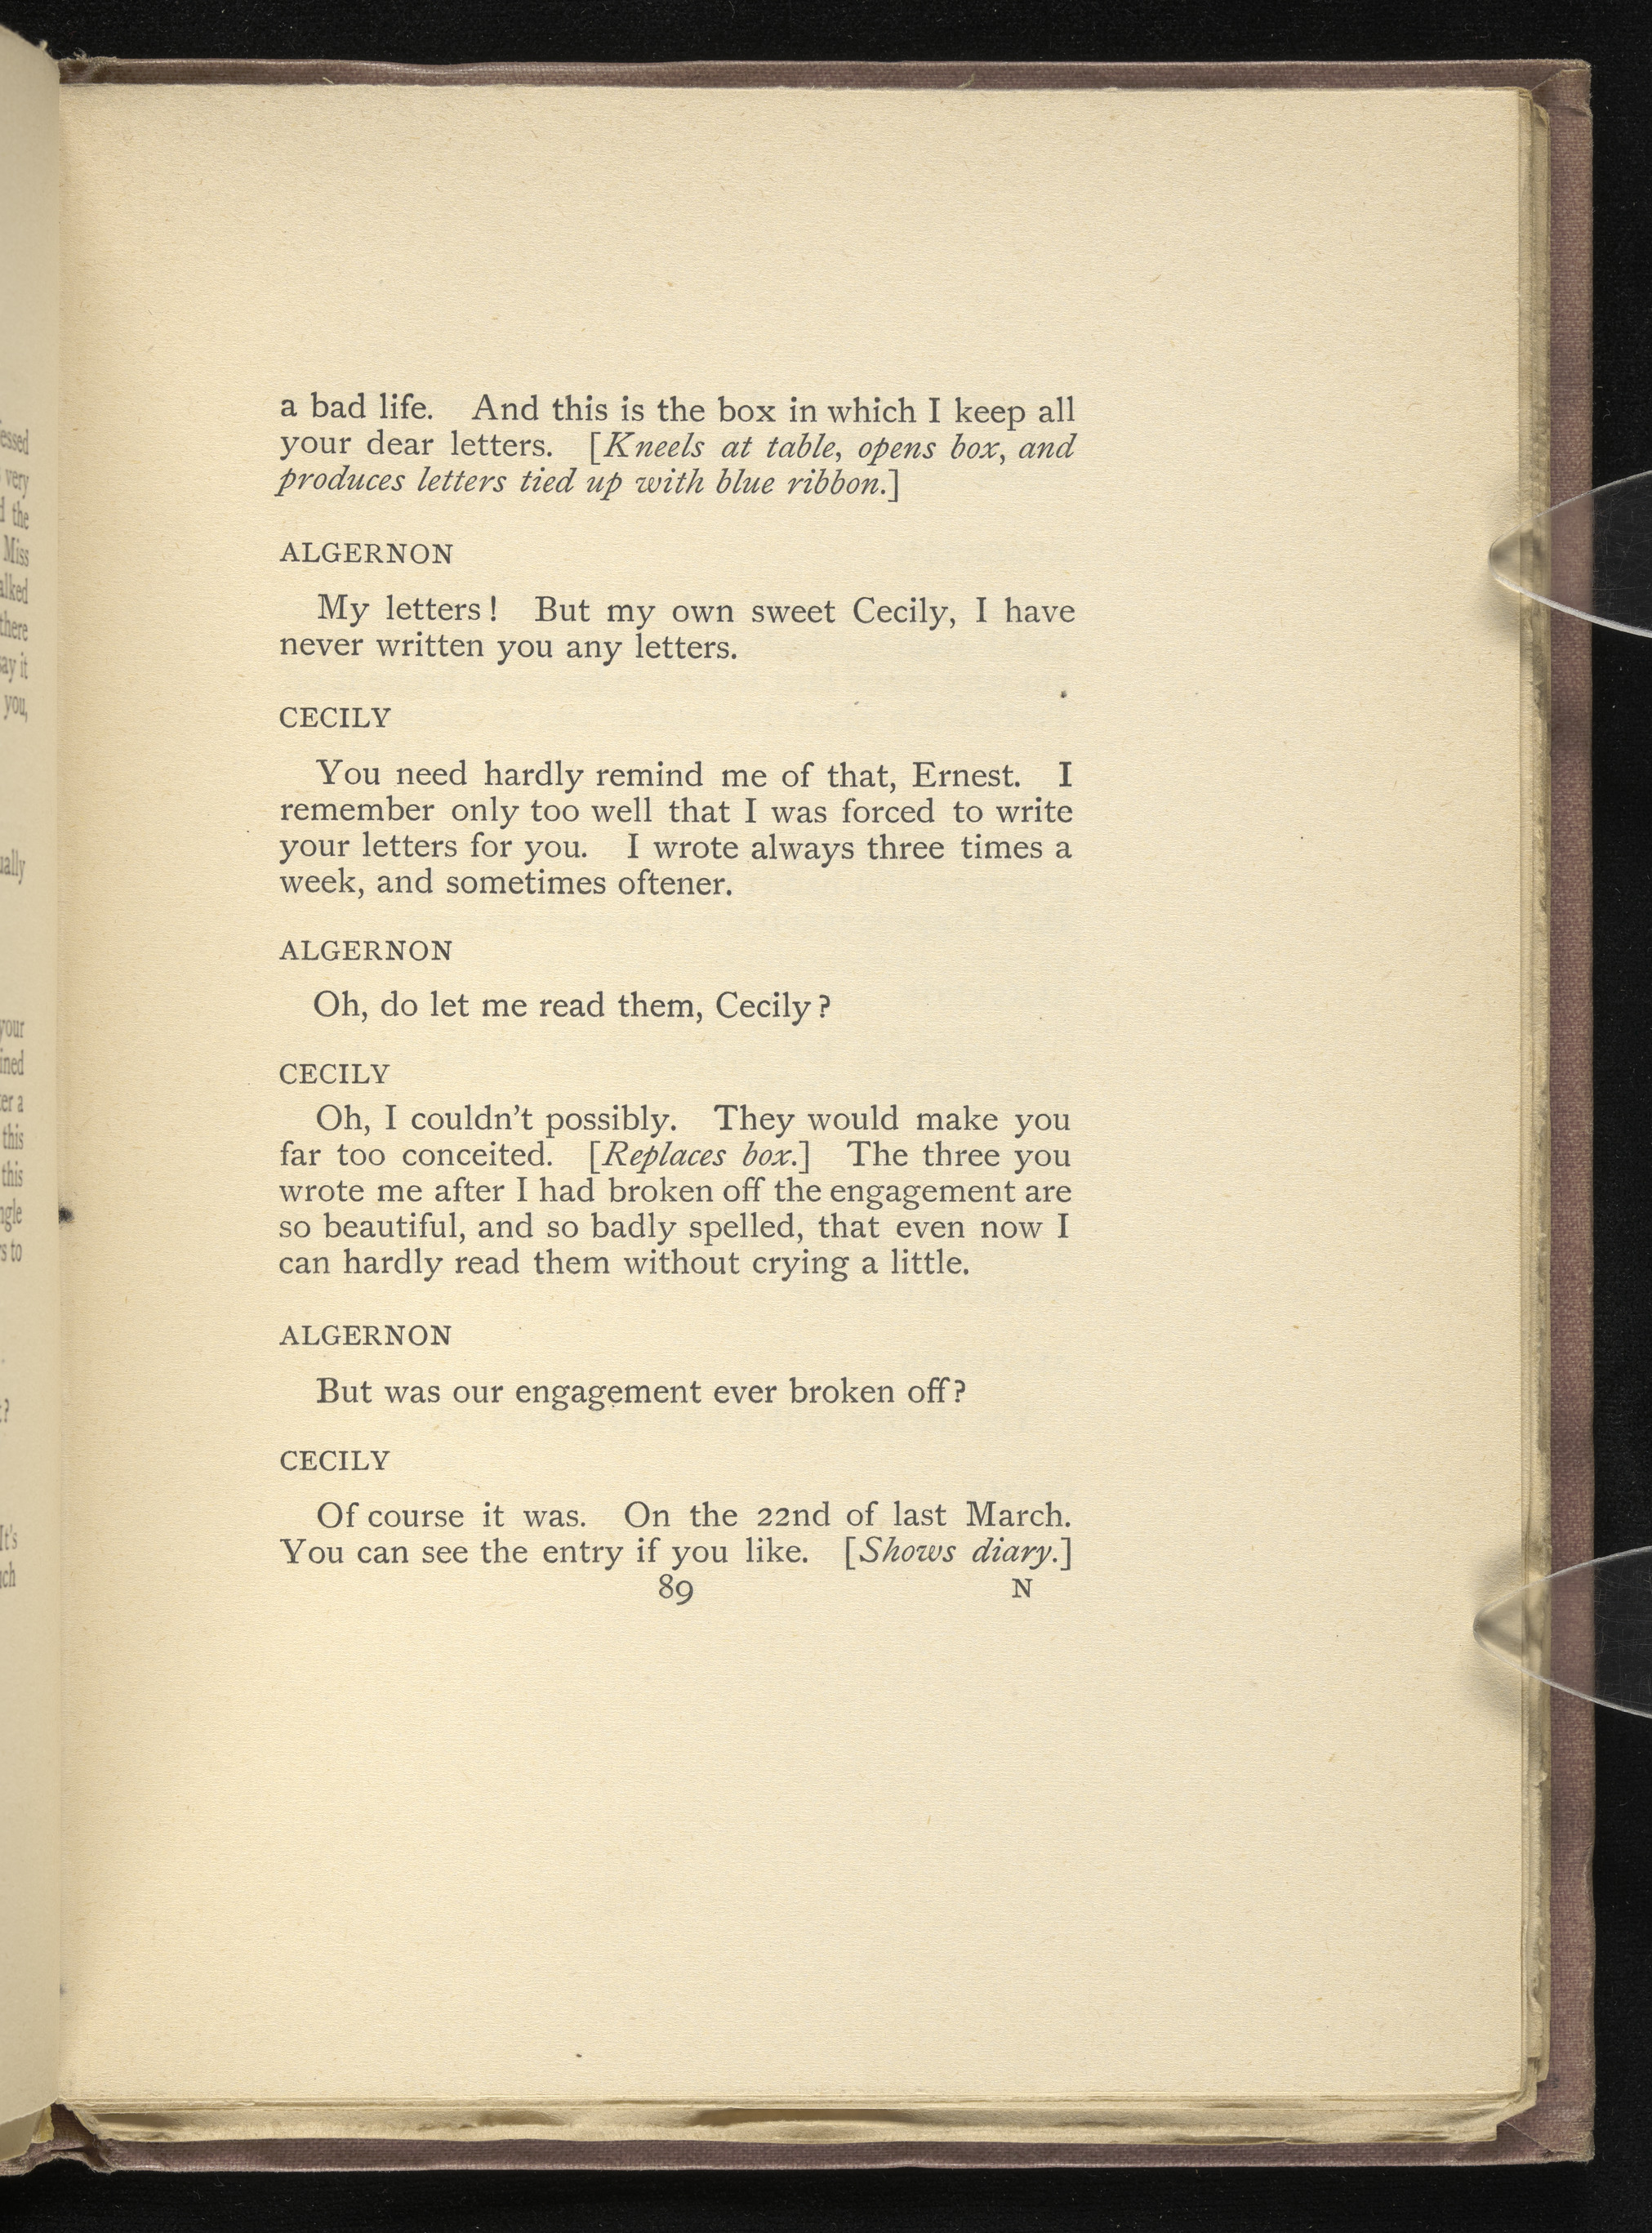 a bad life. And this is the box in which I keep all
your dear letters. [Kneels at table, opens box, and
produces letters tied up with blue ribbon.]
ALGERNON
My letters! But my own sweet Cecily, I have
never written you any letters.
CECILY
You need hardly remind me of that, Ernest. I
remember only too well that I was forced to write
your letters for you. I wrote always three times a
week, and sometimes oftener.
ALGERNON
Oh, do let me read them, Cecily?
CECILY
Oh, I couldn't possibly. They would make you
far too conceited. [Replaces box.] The three you
wrote me after I had broken off the engagement are
so beautiful, and so badly spelled, that even now I
can hardly read them without crying a little.
ALGERNON
But was our engagement ever broken off?
CECILY
Of course it was. On the 22nd of last March.
You can see the entry if you like. [Shows diary.]
89 N